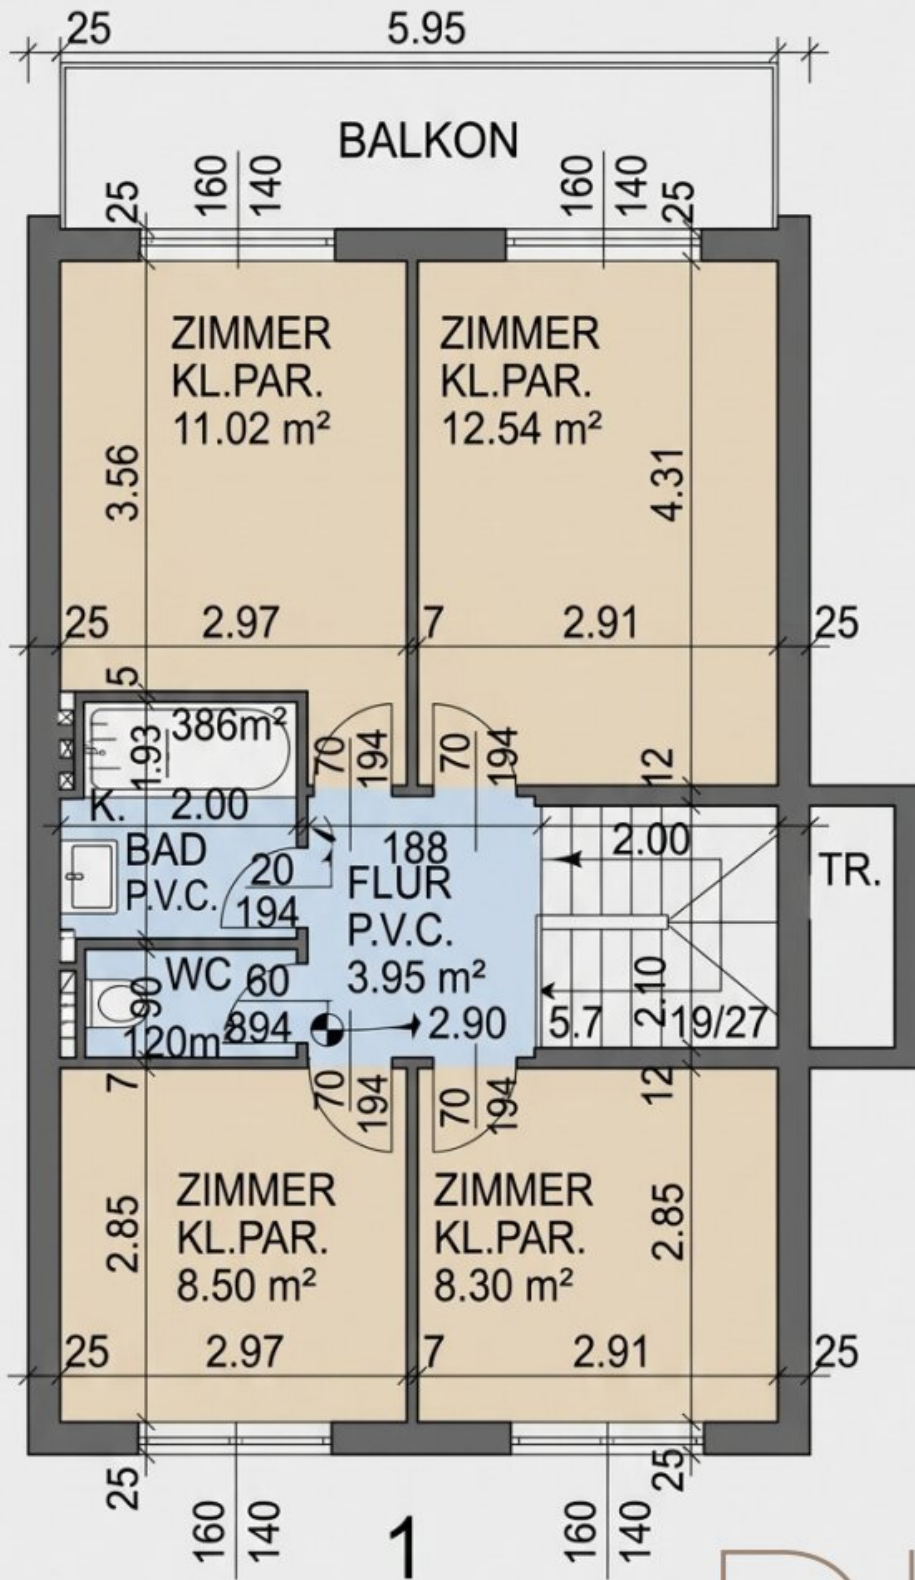 25 5.95
BALKON
25 160 140 160 140 25
ZIMMER
KL.PAR.
11.02 m²
ZIMMER
KL.PAR.
12.54 m²
3.56 4.31
25 2.97 7 2.91 25
5
386m²
1.93
70 194 70 194 12
K. 2.00
BAD
P.V.C.
20
194
188
FLUR
P.V.C.
3.95 m²
2.00
TR.
WC
90
60
894
120m²
2.90 5.7 2.10 19/27
7 70 194 70 194 12
ZIMMER
KL.PAR.
8.50 m²
ZIMMER
KL.PAR.
8.30 m²
2.85 2.85
25 2.97 7 2.91 25
25 160 140 160 140 25
1